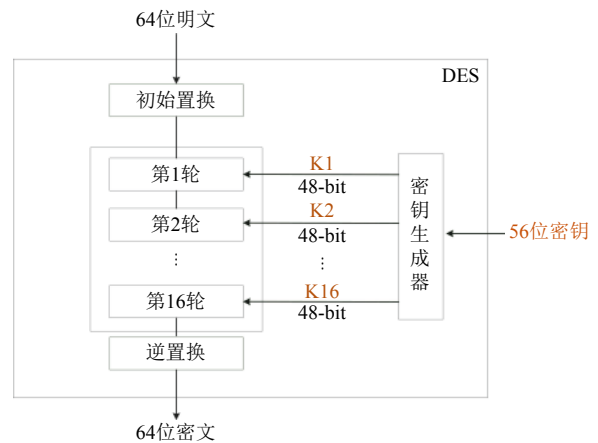 64位明文
DES
初始置换
第1轮
K1
48-bit
第2轮
K2
48-bit
⋮
⋮
第16轮
K16
48-bit
密钥生成器
56位密钥
逆置换
64位密文